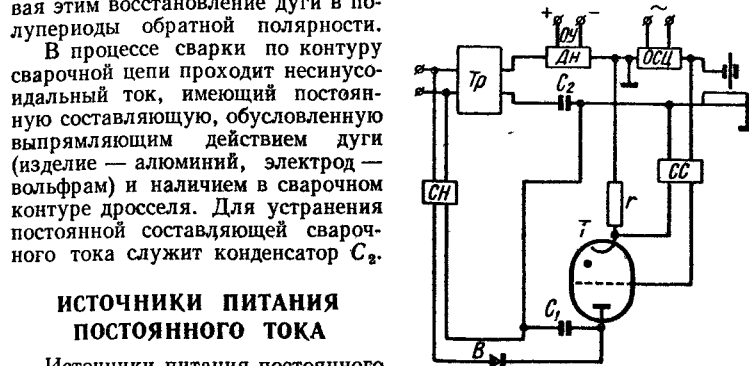 вая этим восстановление дуги в по-
лупериоды обратной полярности.
В процессе сварки по контуру
сварочной цепи проходит несинусо-
идальный ток, имеющий постоян-
ную составляющую, обусловленную
выпрямляющим действием дуги
(изделие — алюминий, электрод —
вольфрам) и наличием в сварочном
контуре дросселя. Для устранения
постоянной составляющей свароч-
ного тока служит конденсатор C₂.
ИСТОЧНИКИ ПИТАНИЯ
ПОСТОЯННОГО ТОКА
Источники питания постоянного
+ − ~
ОУ
Тр Дн ОСЦ
C₂
СН СС
r
T
C₁
В